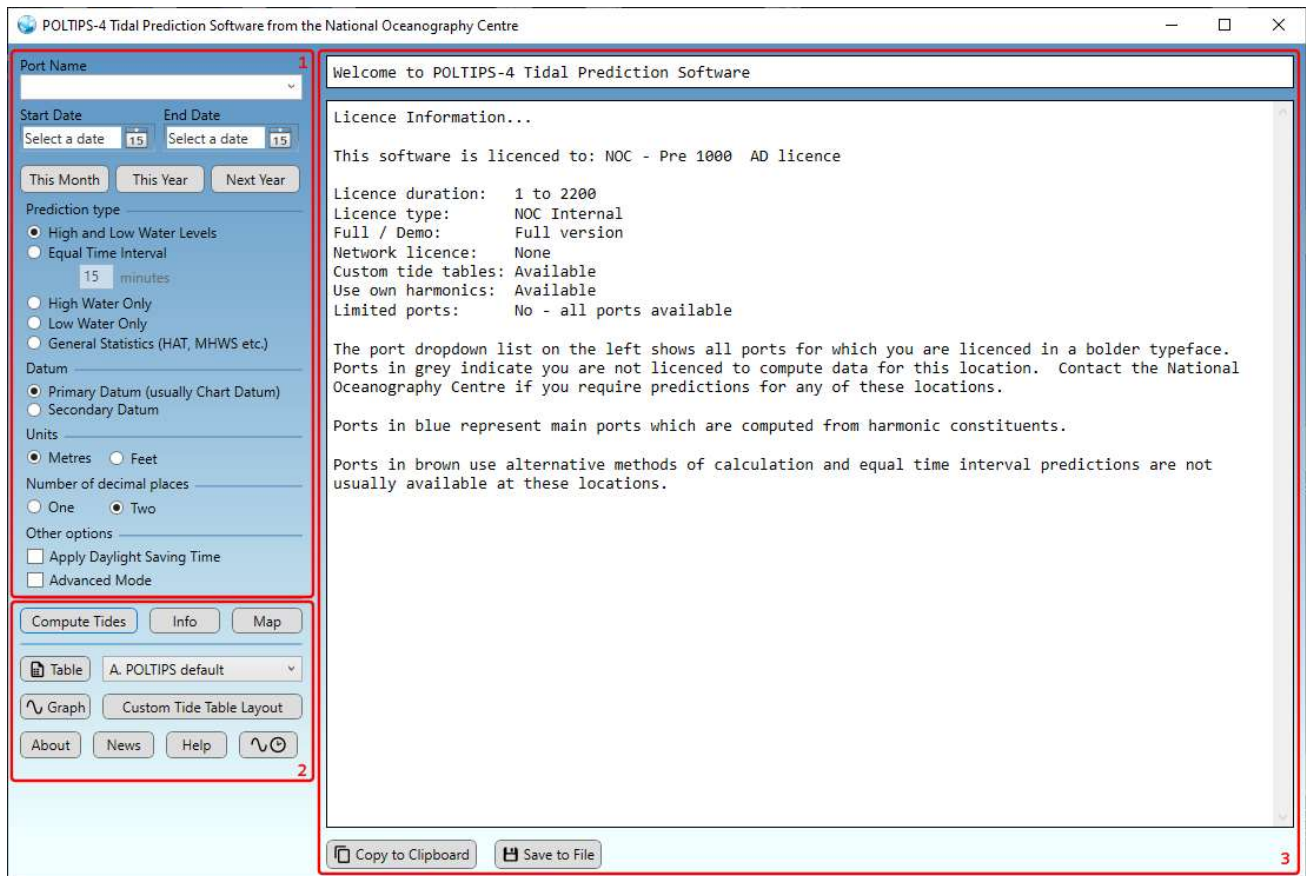 POLTIPS-4 Tidal Prediction Software from the National Oceanography Centre
Port Name
1
Start Date End Date
Select a date 15 Select a date 15
This Month This Year Next Year
Prediction type
High and Low Water Levels
Equal Time Interval
15 minutes
High Water Only
Low Water Only
General Statistics (HAT, MHWS etc.)
Datum
Primary Datum (usually Chart Datum)
Secondary Datum
Units
Metres Feet
Number of decimal places
One Two
Other options
Apply Daylight Saving Time
Advanced Mode
Compute Tides Info Map
Table A. POLTIPS default
Graph Custom Tide Table Layout
About News Help
2
Welcome to POLTIPS-4 Tidal Prediction Software
Licence Information...
This software is licenced to: NOC - Pre 1000  AD licence
Licence duration: 1 to 2200
Licence type: NOC Internal
Full / Demo: Full version
Network licence: None
Custom tide tables: Available
Use own harmonics: Available
Limited ports: No - all ports available
The port dropdown list on the left shows all ports for which you are licenced in a bolder typeface.
Ports in grey indicate you are not licenced to compute data for this location.  Contact the National
Oceanography Centre if you require predictions for any of these locations.
Ports in blue represent main ports which are computed from harmonic constituents.
Ports in brown use alternative methods of calculation and equal time interval predictions are not
usually available at these locations.
Copy to Clipboard Save to File
3